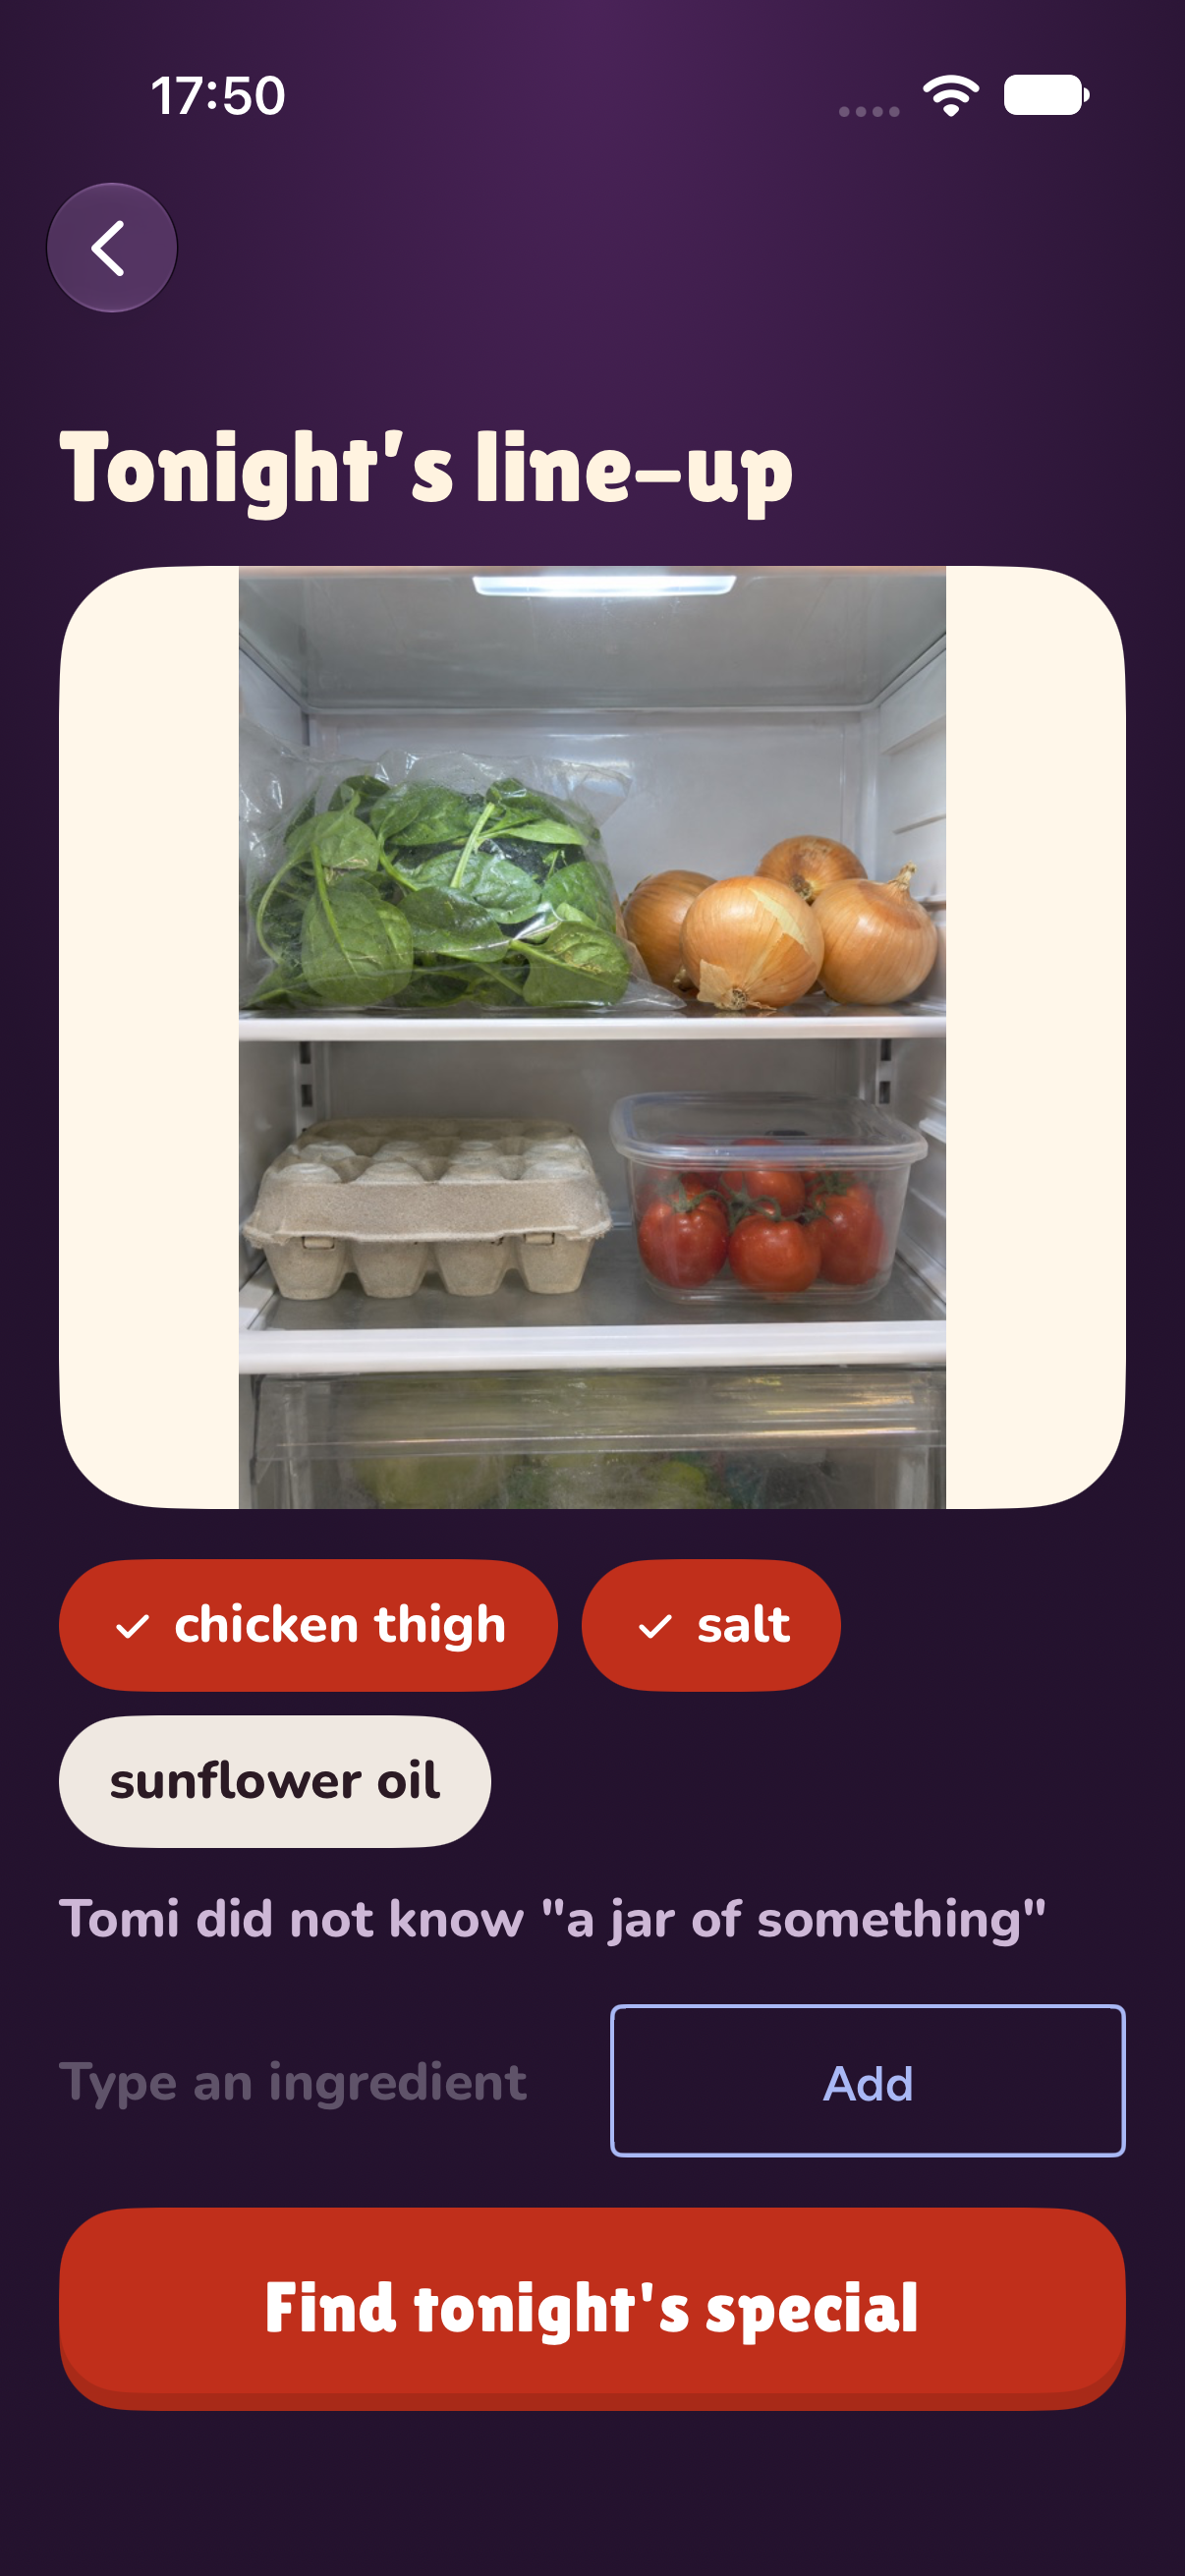 17:50
Tonight's line-up
chicken thigh
salt
sunflower oil
Tomi did not know "a jar of something"
Type an ingredient
Add
Find tonight's special